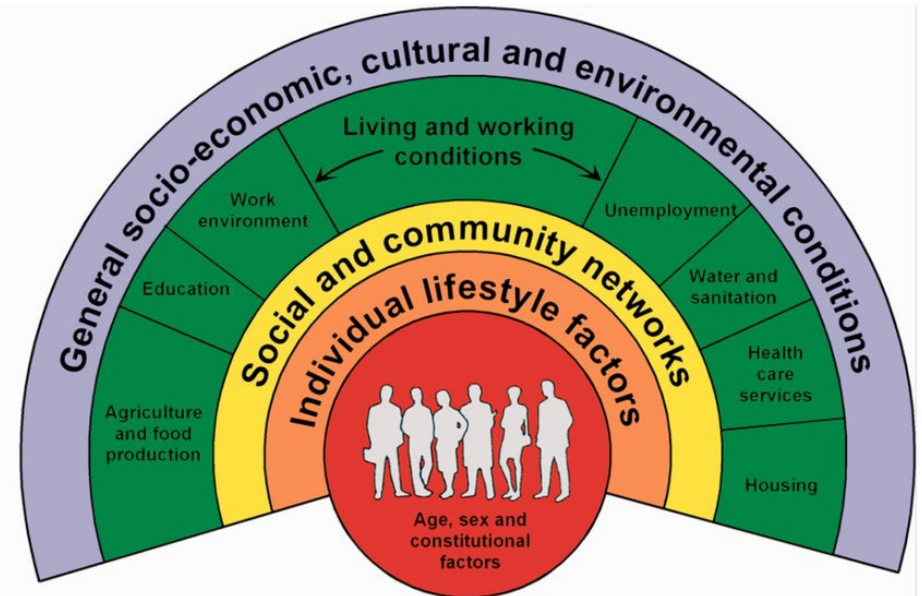 General socio-economic, cultural and environmental conditions
Living and working
conditions
Work
environment
Unemployment
Education
Water and
sanitation
Agriculture
and food
production
Health
care
services
Housing
Social and community networks
Individual lifestyle factors
Age, sex and
constitutional
factors